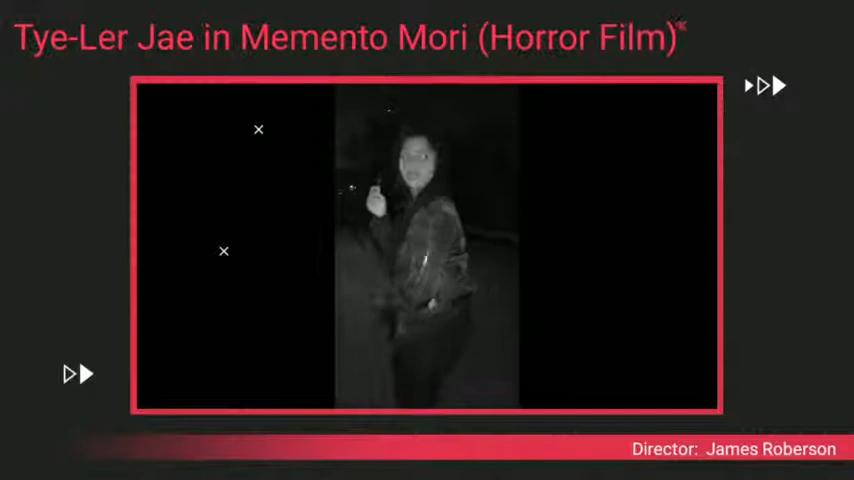 Tye-Ler Jae in Memento Mori (Horror Film)
Director: James Roberson